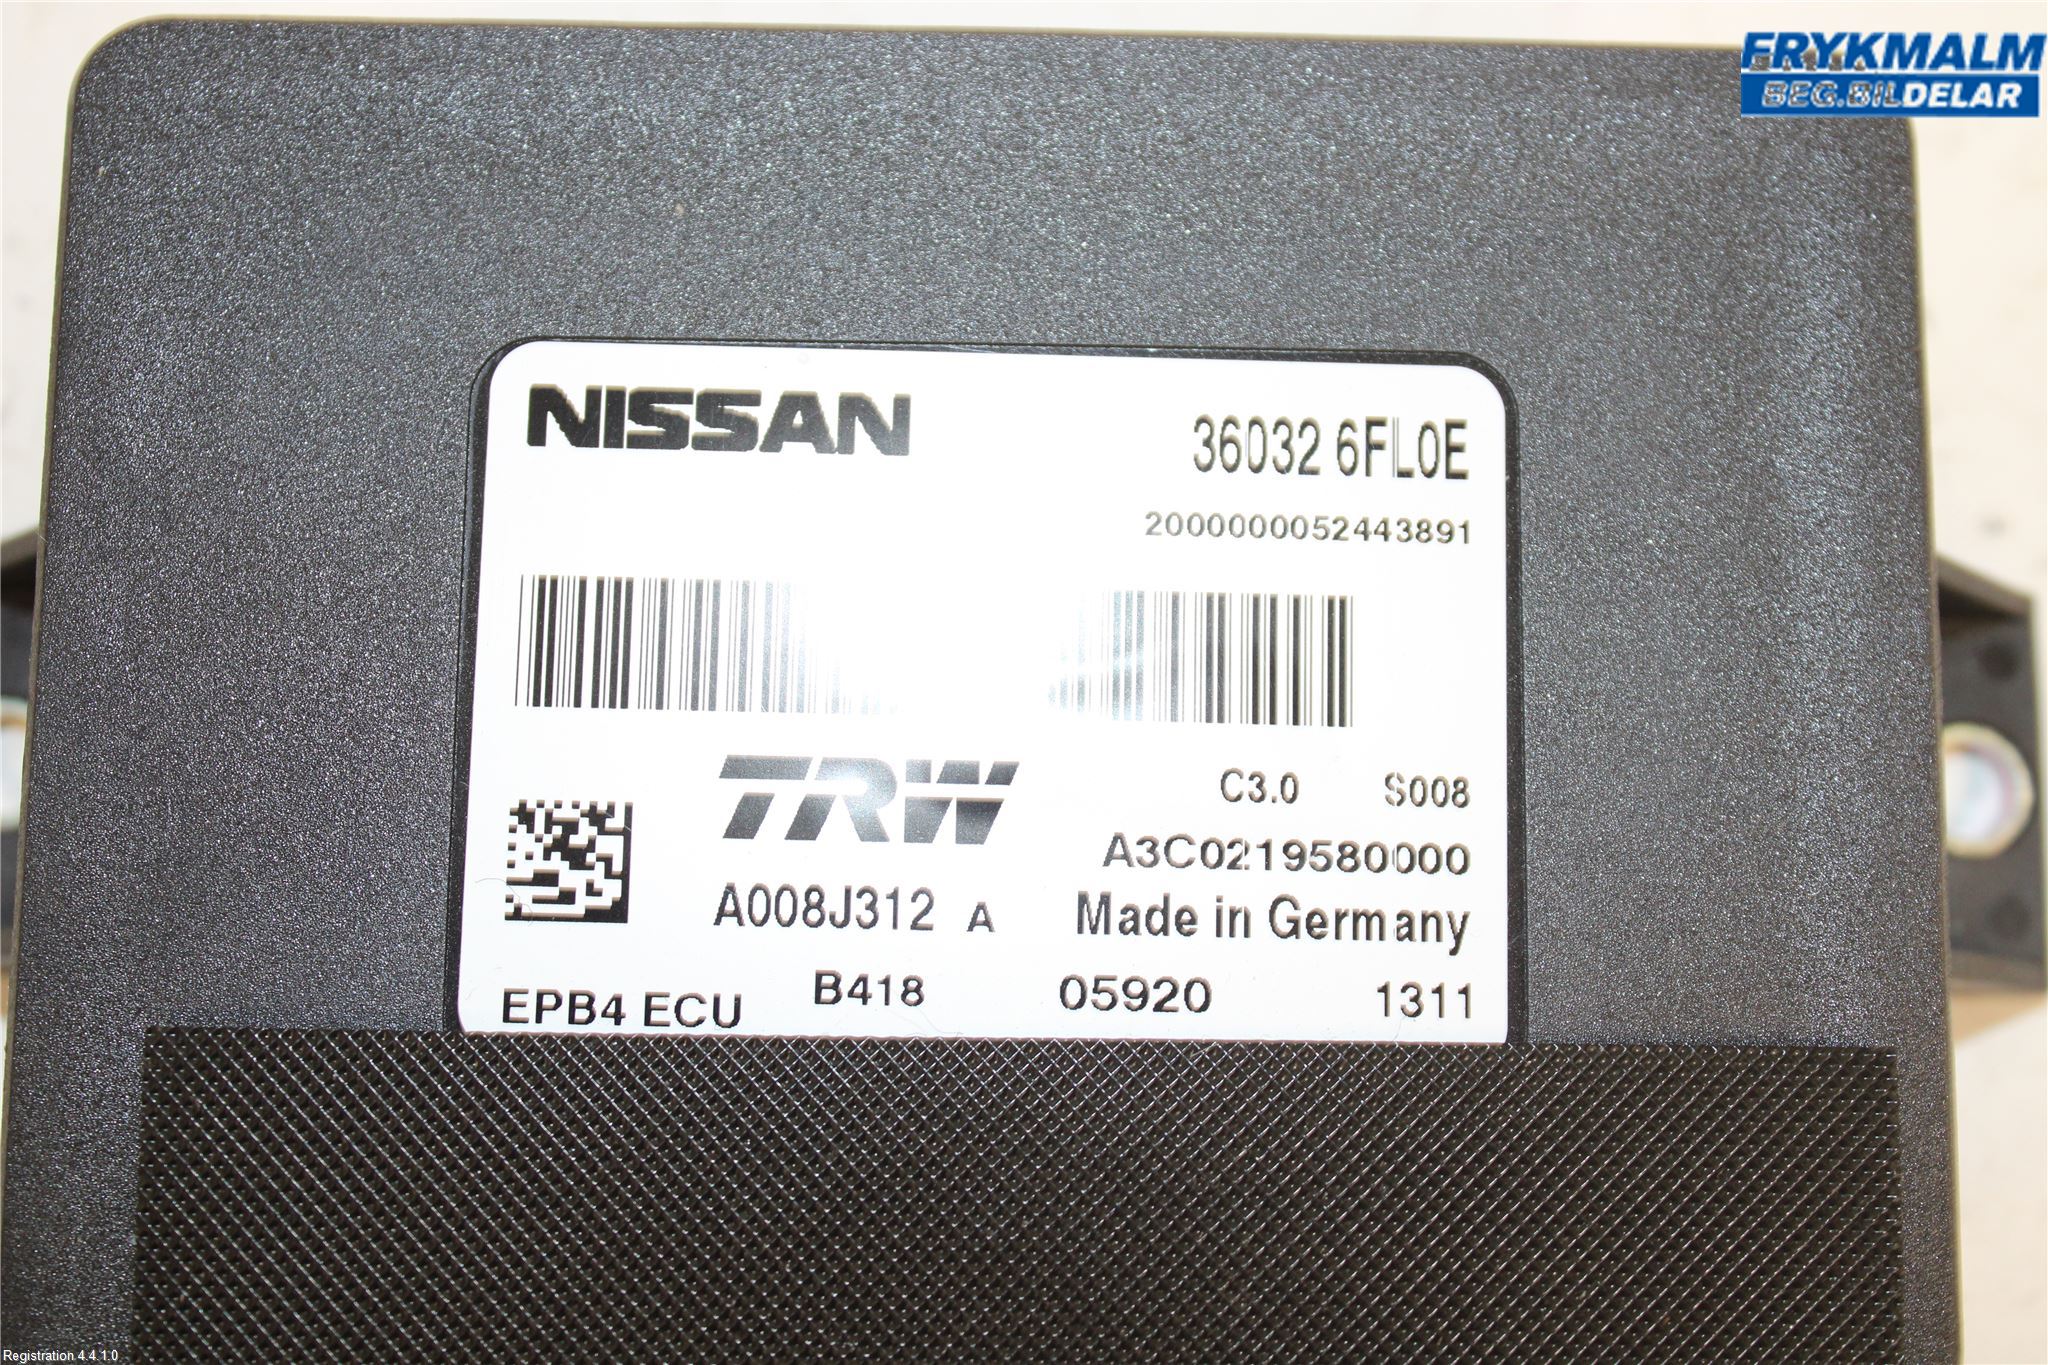 FRYKMALM
BEG.BILDELAR
NISSAN
36032 6FL0E
2000000052443891
TRW
C3.0 S008
A3C0219580000
A008J312 A
Made in Germany
EPB4 ECU B418 05920 1311
Registration 4.4.1.0